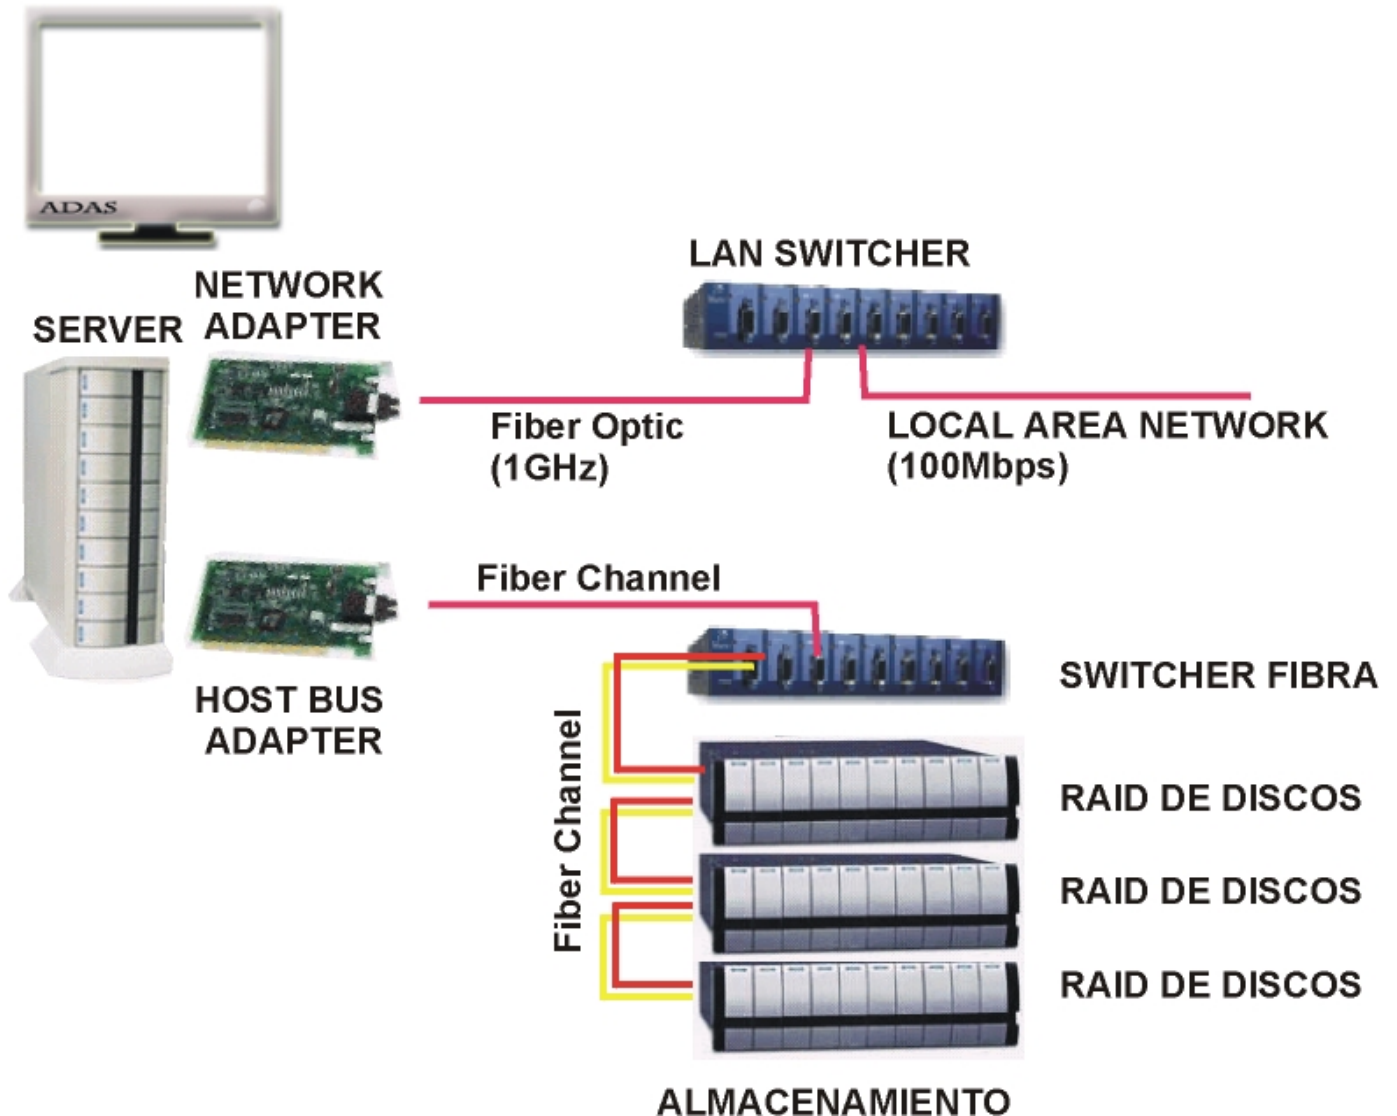 ADAS
NETWORK
ADAPTER
SERVER
LAN SWITCHER
Fiber Optic
(1GHz)
LOCAL AREA NETWORK
(100Mbps)
Fiber Channel
HOST BUS
ADAPTER
SWITCHER FIBRA
Fiber Channel
RAID DE DISCOS
RAID DE DISCOS
RAID DE DISCOS
ALMACENAMIENTO